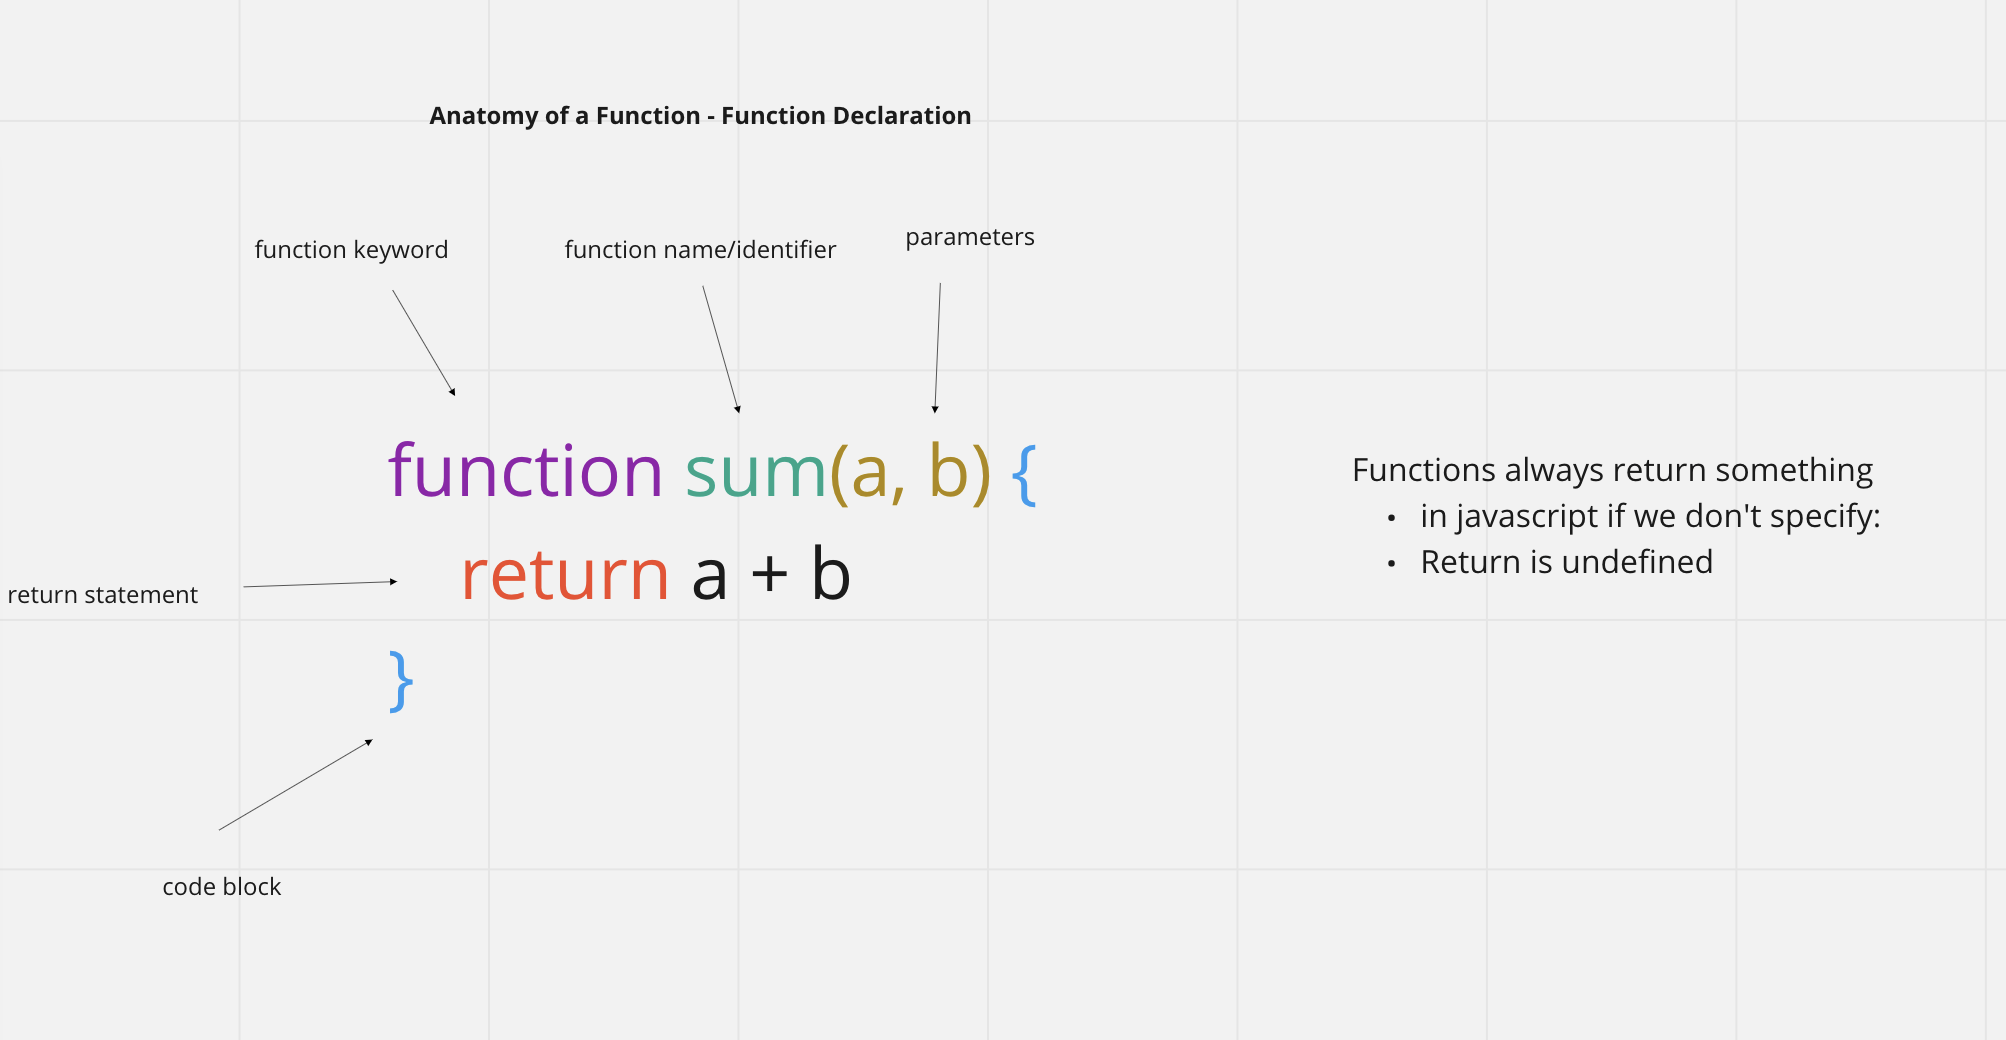 Anatomy of a Function - Function Declaration
function keyword
function name/identifier
parameters
function sum(a, b) {
return a + b
}
return statement
code block
Functions always return something
• in javascript if we don't specify:
• Return is undefined